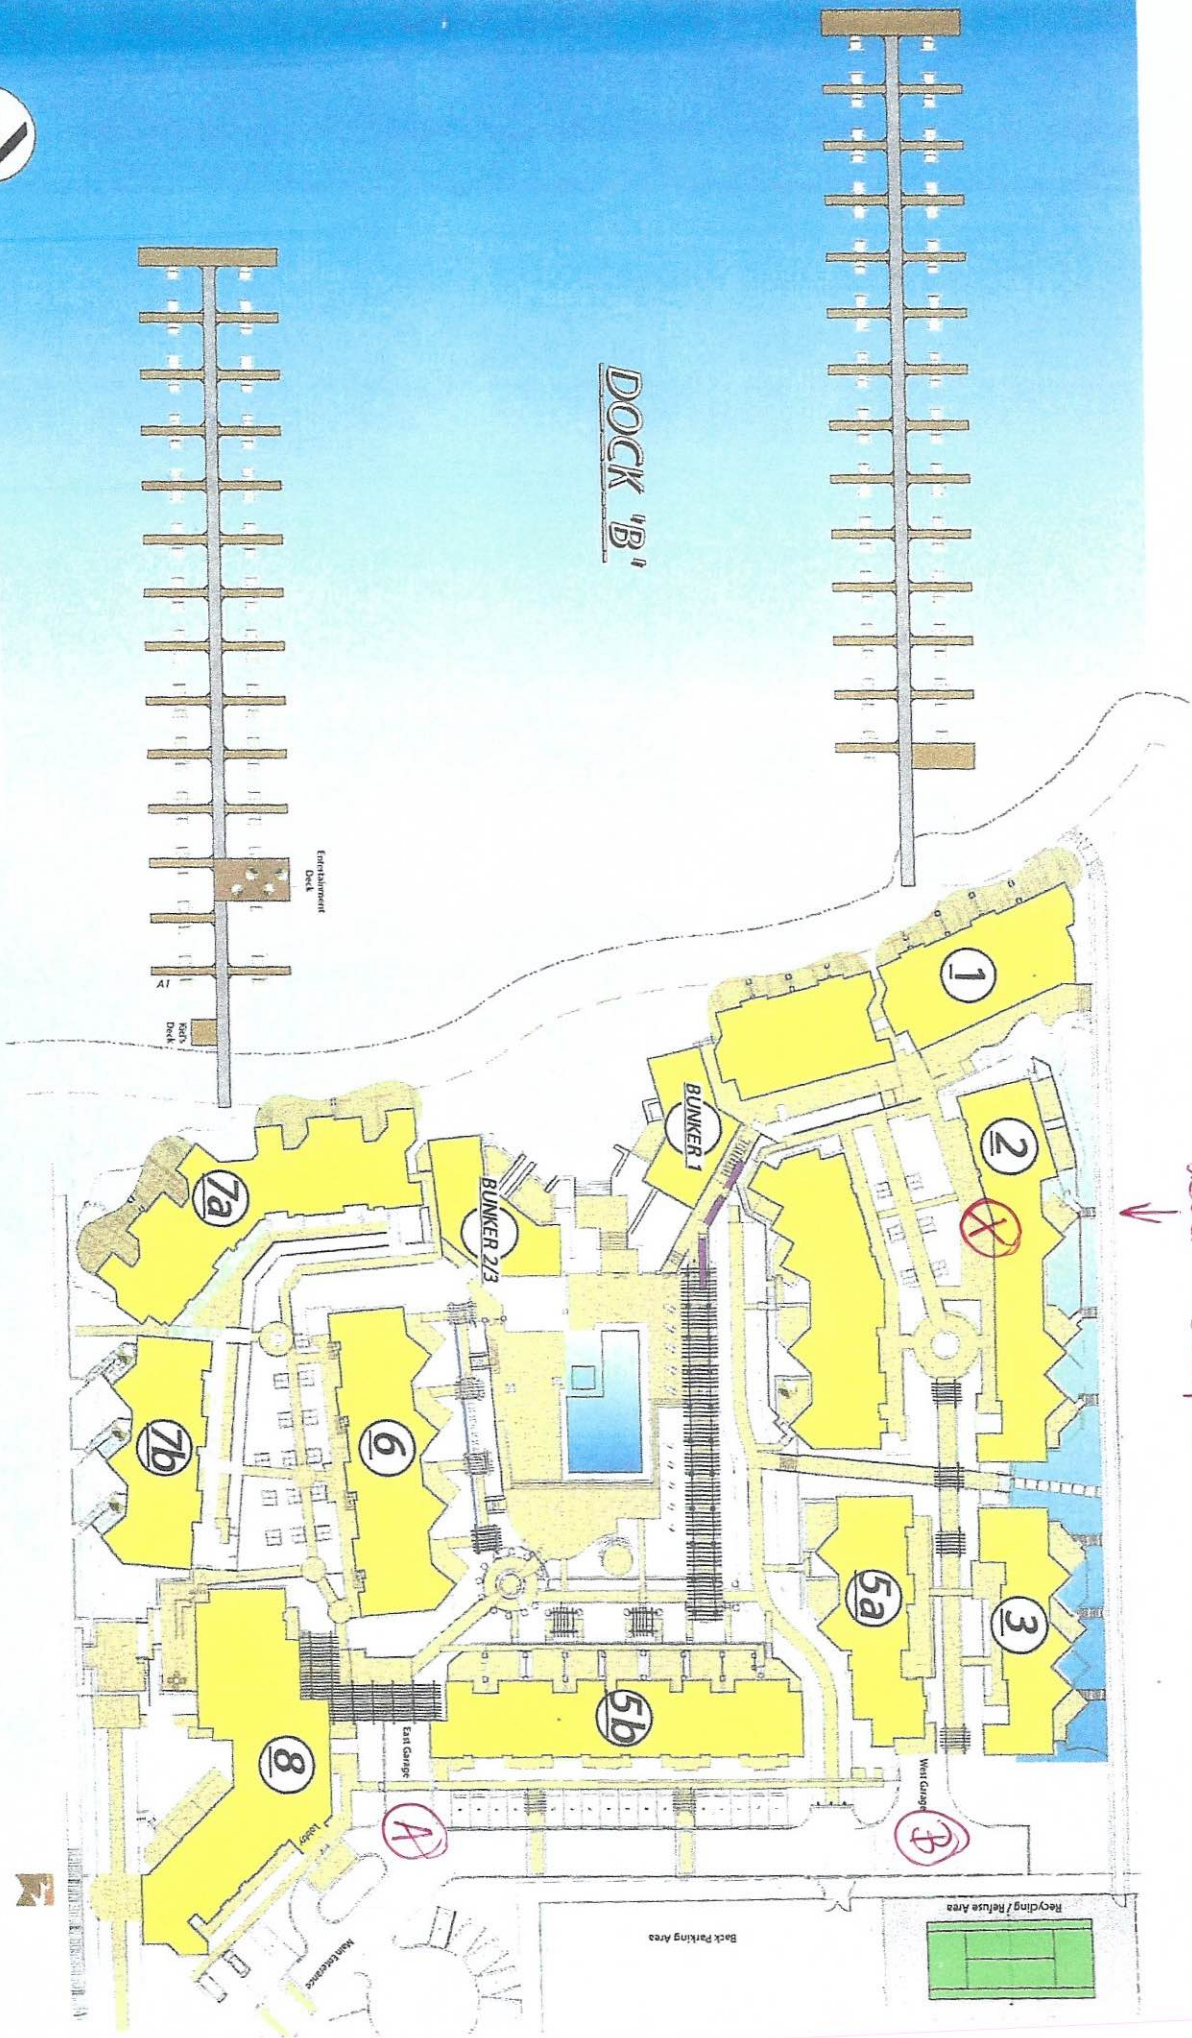 DOCK "B"
Entertainment
Deck
A1
Kid's
Deck
1
2
X
BUNKER 1
BUNKER 2/3
7a
7b
6
5a
3
5b
8
East Garage
West Garage
A
B
Lobby
Main Enterance
Back Parking Area
Recycling / Refuse Area